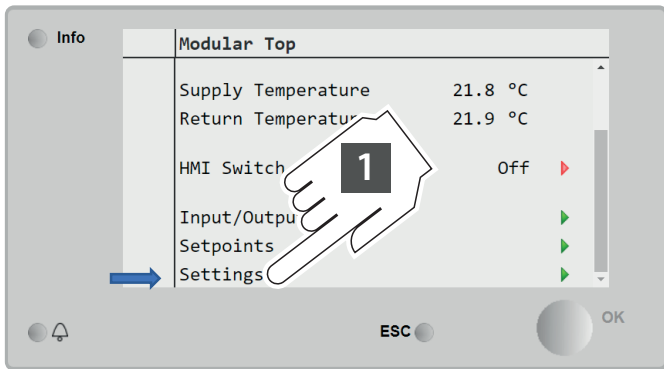 Info
Modular Top
Supply Temperature 21.8 °C
Return Temperatur 21.9 °C
HMI Switch Off
1
Input/Outpu
Setpoints
Settings
ESC
OK